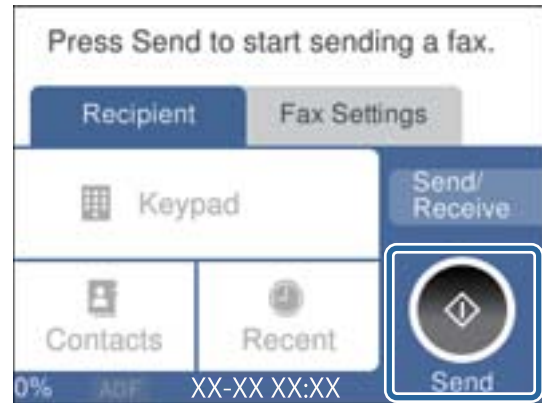 Press Send to start sending a fax.
Recipient
Fax Settings
Keypad
Send/
Receive
Contacts
Recent
Send
0%
ADF
XX-XX XX:XX